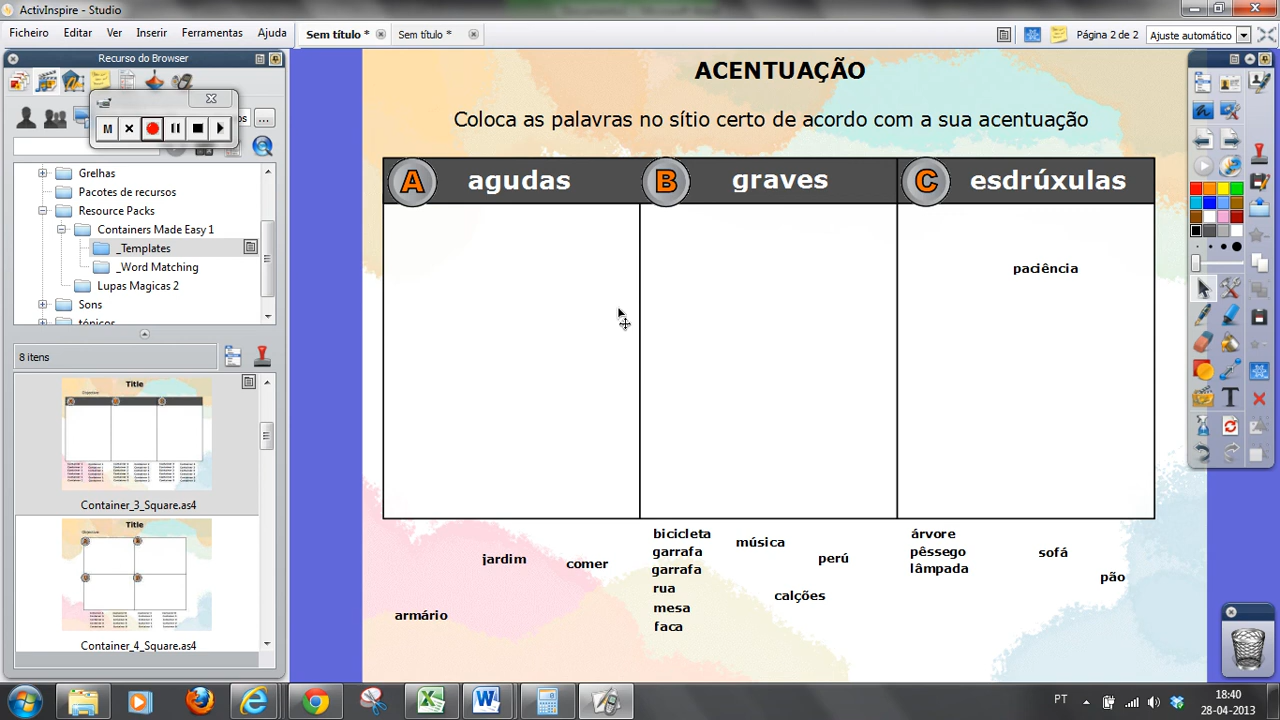 ActivInspire - Studio
Ficheiro Editar Ver Inserir Ferramentas Ajuda
Sem título * Sem título *
Página 2 de 2 Ajuste automático
Recurso do Browser
M
os ...
Grelhas
Pacotes de recursos
Resource Packs
Containers Made Easy 1
_Templates
_Word Matching
Lupas Magicas 2
Sons
tópicos
8 itens
Title
Container_3_Square.as4
Title
Container_4_Square.as4
ACENTUAÇÃO
Coloca as palavras no sítio certo de acordo com a sua acentuação
A agudas B graves C esdrúxulas
paciência
jardim
comer
armário
bicicleta
garrafa
garrafa
rua
mesa
faca
música
perú
calções
árvore
pêssego
lâmpada
sofá
pão
PT
18:40
28-04-2013